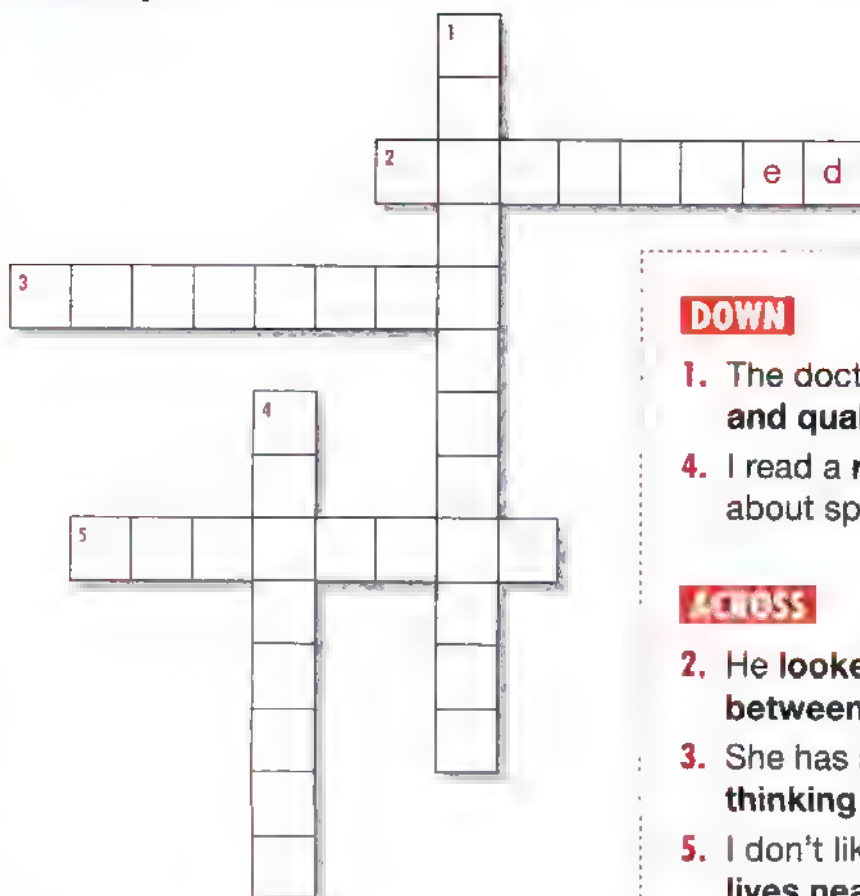 1
2
e d
3
4
5
DOWN
1. The doct
and qual
4. I read a
about sp
ACROSS
2. He looke
between
3. She has
thinking
5. I don't lik
lives nea